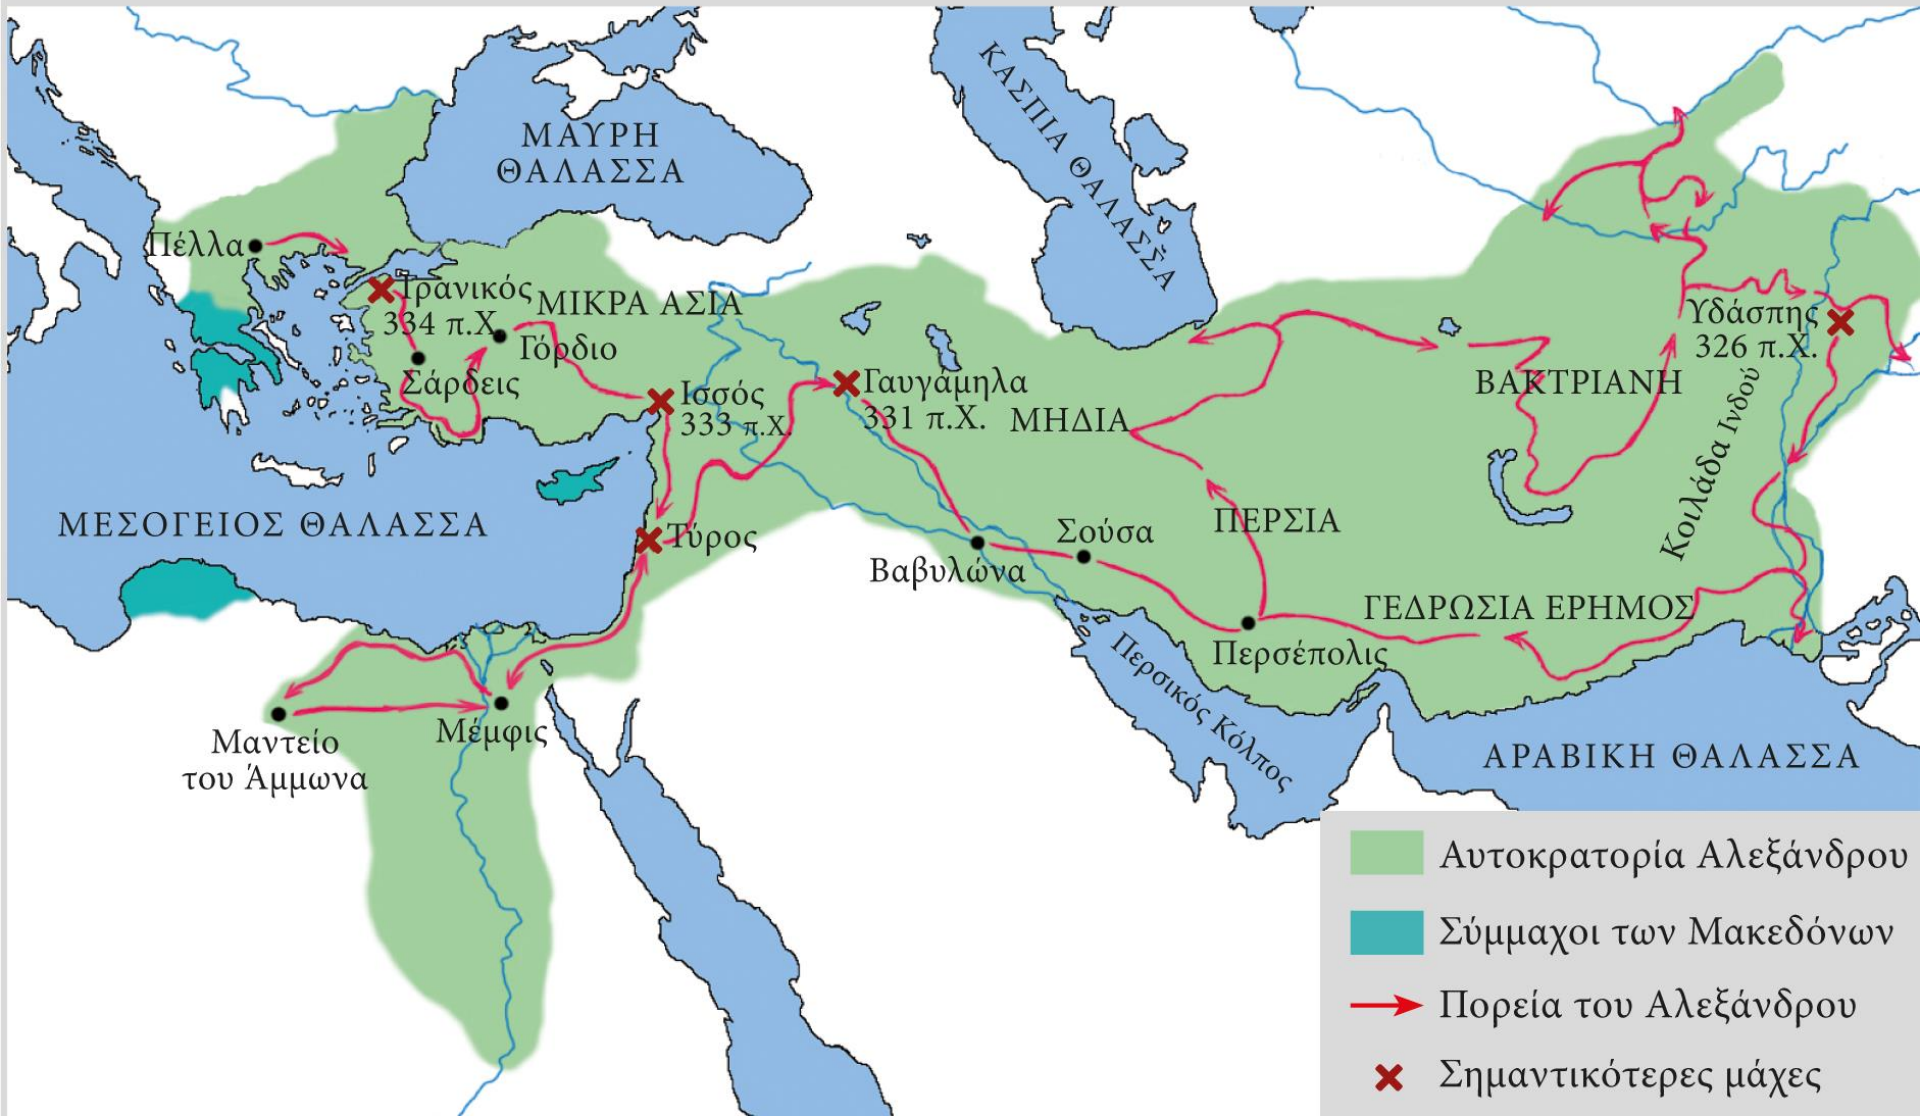 ΜΑΥΡΗ
ΘΑΛΑΣΣΑ
ΚΑΣΠΙΑ ΘΑΛΑΣΣΑ
Πέλλα
Γρανικός
334 π.Χ.
ΜΙΚΡΑ ΑΣΙΑ
Γόρδιο
Σάρδεις
Ισσός
333 π.Χ.
Γαυγάμηλα
331 π.Χ.
ΜΗΔΙΑ
ΒΑΚΤΡΙΑΝΗ
Υδάσπης
326 π.Χ.
Κοιλάδα Ινδού
ΜΕΣΟΓΕΙΟΣ ΘΑΛΑΣΣΑ
Τύρος
Βαβυλώνα
Σούσα
ΠΕΡΣΙΑ
ΓΕΔΡΩΣΙΑ ΕΡΗΜΟΣ
Περσέπολις
Περσικός Κόλπος
Μαντείο
του Άμμωνα
Μέμφις
ΑΡΑΒΙΚΗ ΘΑΛΑΣΣΑ
Αυτοκρατορία Αλεξάνδρου
Σύμμαχοι των Μακεδόνων
Πορεία του Αλεξάνδρου
Σημαντικότερες μάχες